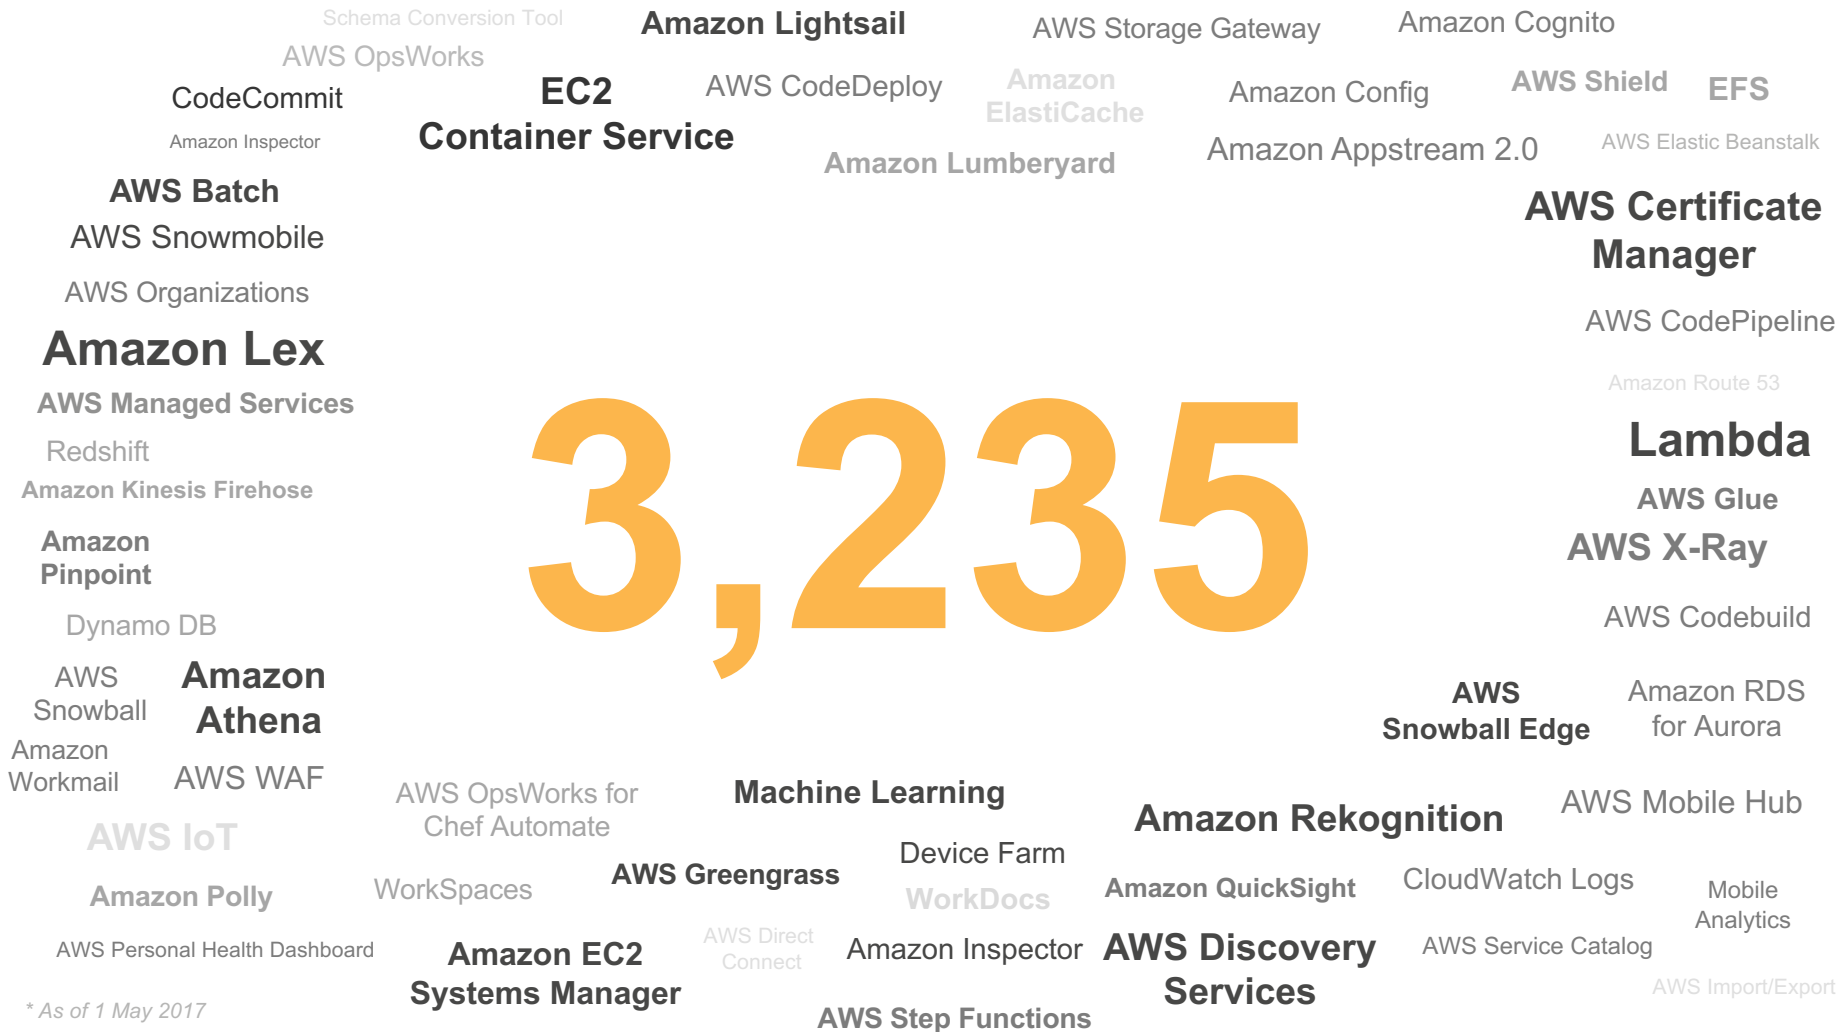 Schema Conversion Tool
Amazon Lightsail
AWS Storage Gateway
Amazon Cognito
AWS OpsWorks
CodeCommit
EC2
Container Service
AWS CodeDeploy
Amazon
ElastiCache
Amazon Config
AWS Shield
EFS
Amazon Inspector
Amazon Lumberyard
Amazon Appstream 2.0
AWS Elastic Beanstalk
AWS Batch
AWS Snowmobile
AWS Certificate
Manager
AWS Organizations
AWS CodePipeline
Amazon Lex
AWS Managed Services
Amazon Route 53
Redshift
Lambda
Amazon Kinesis Firehose
AWS Glue
3,235
Amazon
Pinpoint
AWS X-Ray
Dynamo DB
AWS Codebuild
AWS
Snowball
Amazon
Athena
AWS
Snowball Edge
Amazon RDS
for Aurora
Amazon
Workmail
AWS WAF
AWS OpsWorks for
Chef Automate
Machine Learning
Amazon Rekognition
AWS Mobile Hub
AWS IoT
Device Farm
Amazon Polly
WorkSpaces
AWS Greengrass
WorkDocs
Amazon QuickSight
CloudWatch Logs
Mobile
Analytics
AWS Personal Health Dashboard
Amazon EC2
Systems Manager
AWS Direct
Connect
Amazon Inspector
AWS Discovery
Services
AWS Service Catalog
AWS Import/Export
* As of 1 May 2017
AWS Step Functions